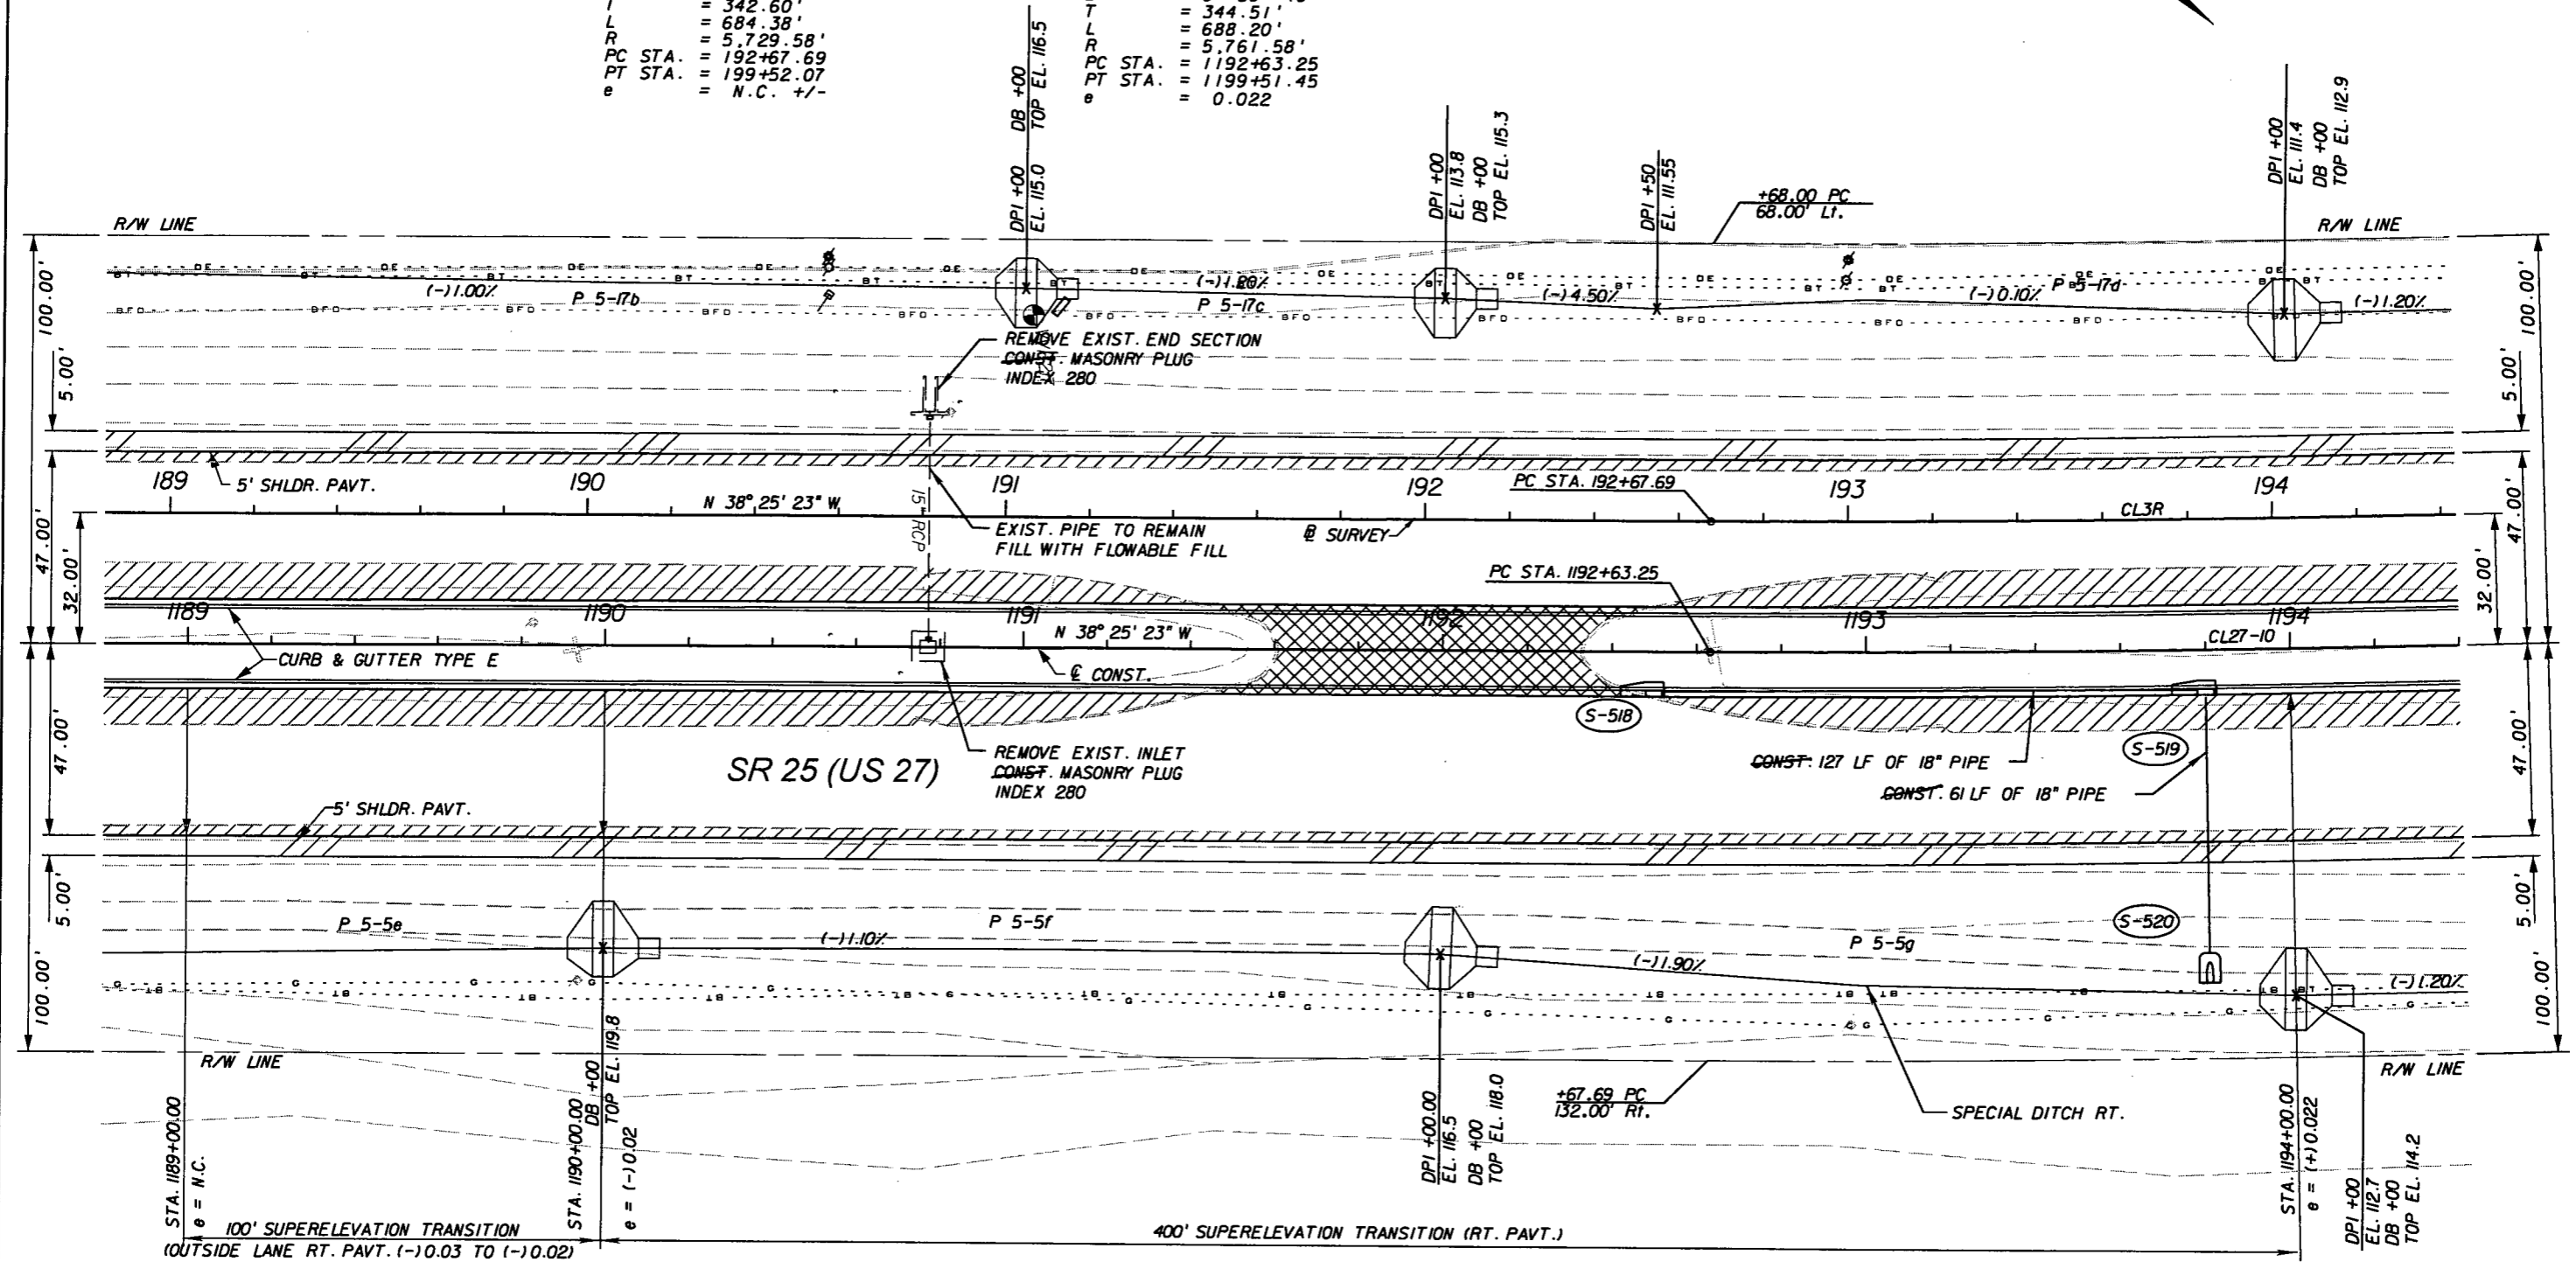 T = 342.60'
L = 684.38'
R = 5,729.58'
PC STA. = 192+67.69
PT STA. = 199+52.07
e = N.C. +/-
T = 344.51'
L = 688.20'
R = 5,761.58'
PC STA. = 1192+63.25
PT STA. = 1199+51.45
e = 0.022
DPI +00 DB +00
EL. 115.0 TOP EL. 116.5
DPI +00
EL. 113.8
DB +00
TOP EL. 115.3
DPI +50
EL. 111.55
+68.00 PC
68.00' Lt.
DPI +00
EL. 111.4
DB +00
TOP EL. 112.9
R/W LINE
R/W LINE
100.00'
5.00'
47.00'
32.00'
(-)1.00%
P 5-17b
(-)1.20%
P 5-17c
(-)4.50%
(-)0.10%
P 5-17d
(-)1.20%
100.00'
5.00'
47.00'
32.00'
REMOVE EXIST. END SECTION
CONST. MASONRY PLUG
INDEX 280
5' SHLDR. PAVT.
189
190
191
192
193
194
N 38° 25' 23" W
15" RCP
EXIST. PIPE TO REMAIN
FILL WITH FLOWABLE FILL
℄ SURVEY
PC STA. 192+67.69
CL3R
PC STA. 1192+63.25
1189
1190
1191
1192
1193
1194
N 38° 25' 23" W
CL27-10
CURB & GUTTER TYPE E
℄ CONST.
S-518
S-519
REMOVE EXIST. INLET
CONST. MASONRY PLUG
INDEX 280
SR 25 (US 27)
CONST. 127 LF OF 18" PIPE
CONST. 61 LF OF 18" PIPE
5' SHLDR. PAVT.
47.00'
5.00'
100.00'
47.00'
5.00'
100.00'
P 5-5e
(-)1.10%
P 5-5f
(-)1.90%
P 5-5g
S-520
(-)1.20%
R/W LINE
R/W LINE
+67.69 PC
132.00' Rt.
SPECIAL DITCH RT.
STA. 1189+00.00
e = N.C.
STA. 1190+00.00
DB +00
TOP EL. 119.8
e = (-)0.02
DPI +00.00
EL. 116.5
DB +00
TOP EL. 118.0
STA. 1194+00.00
e = (+)0.022
DPI +00
EL. 112.7
DB +00
TOP EL. 114.2
100' SUPERELEVATION TRANSITION
(OUTSIDE LANE RT. PAVT. (-)0.03 TO (-)0.02)
400' SUPERELEVATION TRANSITION (RT. PAVT.)